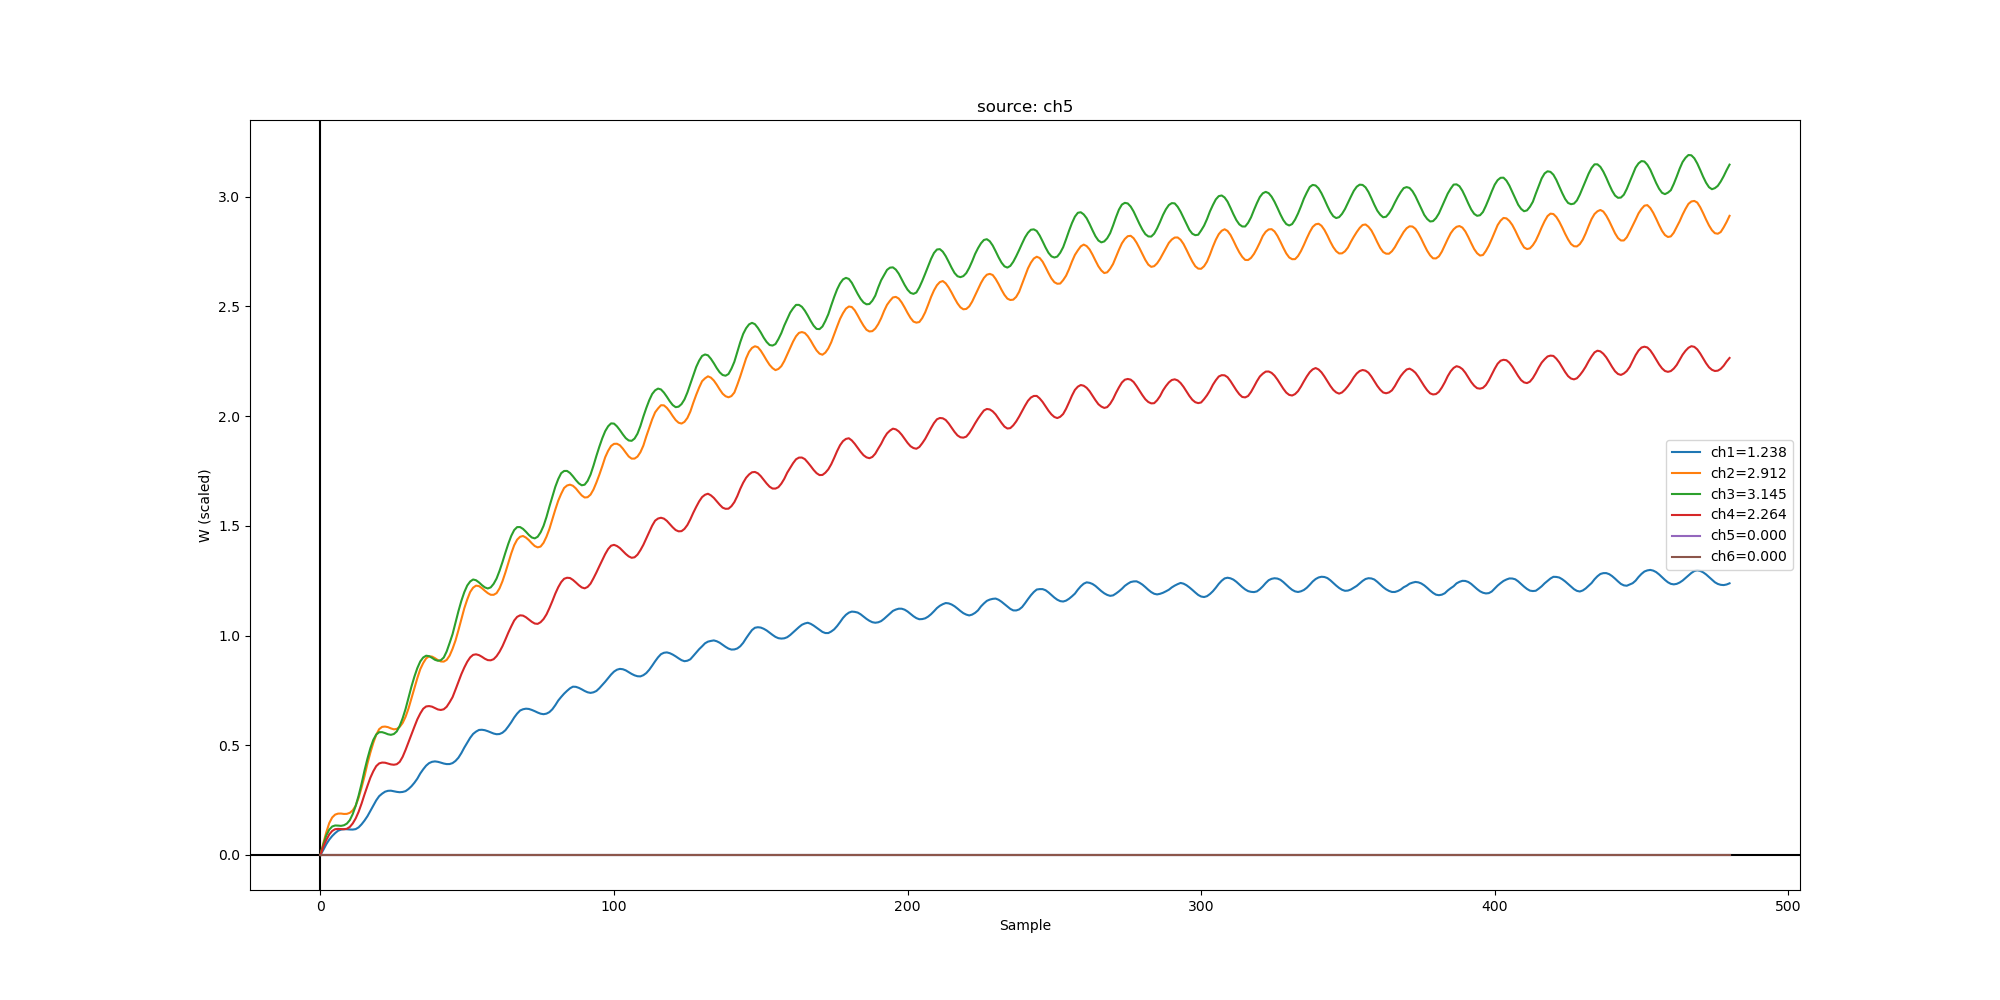 source: ch5
W (scaled)
3.0
2.5
2.0
1.5
1.0
0.5
0.0
ch1=1.238
ch2=2.912
ch3=3.145
ch4=2.264
ch5=0.000
ch6=0.000
0 100 200 300 400 500
Sample